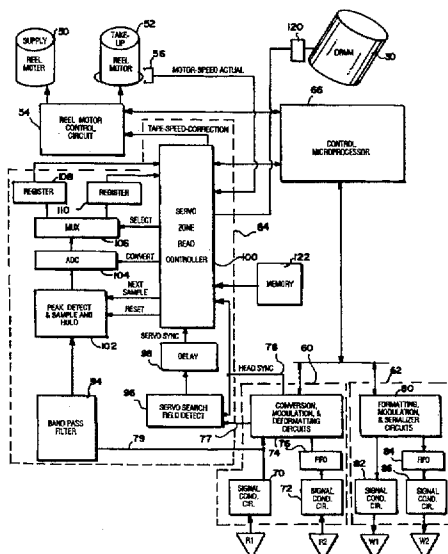 50
SUPPLY
REEL MOTER
52
TAKE-UP
REEL MOTOR
56
MOTOR-SPEED ACTUAL
120
DRUM
30
54
REEL MOTOR
CONTROL
CIRCUIT
66
CONTROL
MICROPROCESSOR
TAPE-SPEED-CORRECTION
108
REGISTER
110
REGISTER
SERVO
ZONE
READ
CONTROLLER
64
MUX
106
SELECT
100
ADC
104
CONVERT
MEMORY
122
PEAK DETECT
& SAMPLE AND
HOLD
102
NEXT
SAMPLE
RESET
SERVO-SYNC
98
DELAY
HEAD SYNC
78
60
62
96
SERVO SEARCH
FIELD DETECT
94
BAND PASS
FILTER
77
79
74
CONVERSION,
MODULATION, &
DEFORMATTING
CIRCUITS
76
80
FORMATTING,
MODULATION, &
SERIALIZER
CIRCUITS
FIFO
82
84
FIFO
70
SIGNAL
COND.
CIR.
72
SIGNAL
COND.
CIR.
SIGNAL
COND.
CIR.
86
SIGNAL
COND.
CIR.
R1
R2
W1
W2